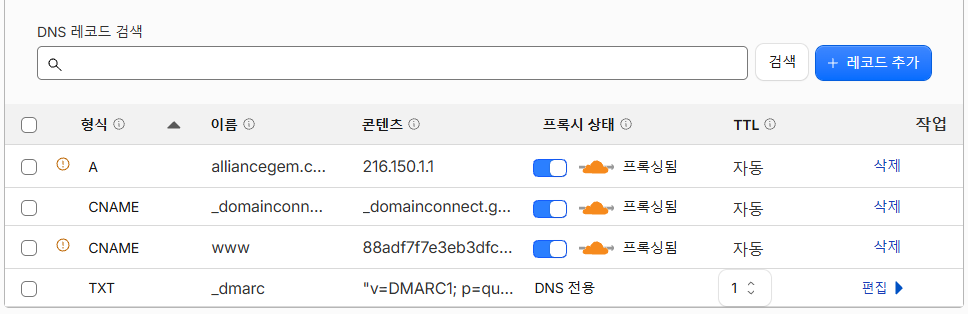 DNS 레코드 검색
검색
+ 레코드 추가
형식 이름 콘텐츠 프록시 상태 TTL 작업
A alliancegem.c... 216.150.1.1 프록싱됨 자동 삭제
CNAME _domainconn... _domainconnect.g... 프록싱됨 자동 삭제
CNAME www 88adf7f7e3eb3dfc... 프록싱됨 자동 삭제
TXT _dmarc "v=DMARC1; p=qu... DNS 전용 1 편집